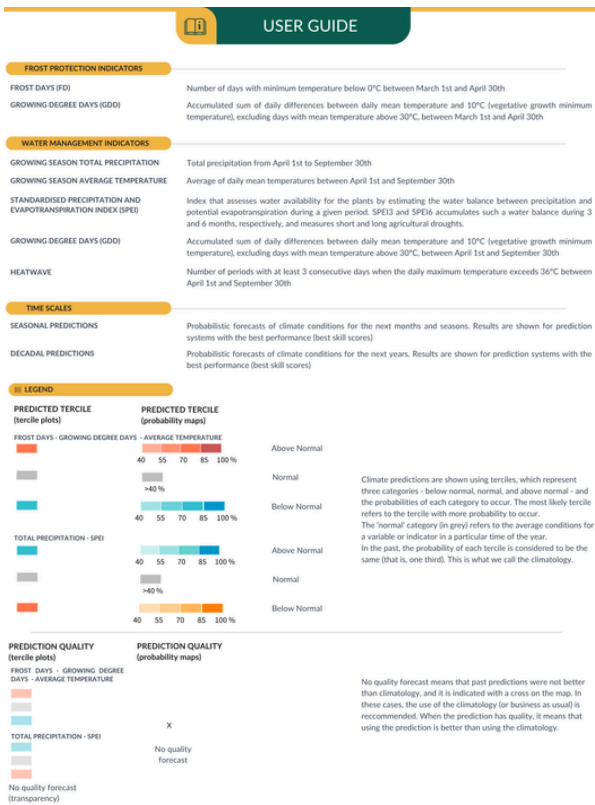 USER GUIDE
FROST PROTECTION INDICATORS
FROST DAYS (FD)
Number of days with minimum temperature below 0°C between March 1st and April 30th
GROWING DEGREE DAYS (GDD)
Accumulated sum of daily differences between daily mean temperature and 10°C (vegetative growth minimum
temperature), excluding days with mean temperature above 30°C, between March 1st and April 30th
WATER MANAGEMENT INDICATORS
GROWING SEASON TOTAL PRECIPITATION
Total precipitation from April 1st to September 30th
GROWING SEASON AVERAGE TEMPERATURE
Average of daily mean temperatures between April 1st and September 30th
STANDARDISED PRECIPITATION AND
EVAPOTRANSPIRATION INDEX (SPEI)
Index that assesses water availability for the plants by estimating the water balance between precipitation and
potential evapotranspiration during a given period. SPEI3 and SPEI6 accumulates such a water balance during 3
and 6 months, respectively, and measures short and long agricultural droughts.
GROWING DEGREE DAYS (GDD)
Accumulated sum of daily differences between daily mean temperature and 10°C (vegetative growth minimum
temperature), excluding days with mean temperature above 30°C, between April 1st and September 30th
HEATWAVE
Number of periods with at least 3 consecutive days when the daily maximum temperature exceeds 36°C between
April 1st and September 30th
TIME SCALES
SEASONAL PREDICTIONS
Probabilistic forecasts of climate conditions for the next months and seasons. Results are shown for prediction
systems with the best performance (best skill scores)
DECADAL PREDICTIONS
Probabilistic forecasts of climate conditions for the next years. Results are shown for prediction systems with the
best performance (best skill scores)
LEGEND
PREDICTED TERCILE
(tercile plots)
PREDICTED TERCILE
(probability maps)
FROST DAYS - GROWING DEGREE DAYS - AVERAGE TEMPERATURE
40 55 70 85 100 %
Above Normal
>40 %
Normal
40 55 70 85 100 %
Below Normal
TOTAL PRECIPITATION - SPEI
40 55 70 85 100 %
Above Normal
>40 %
Normal
40 55 70 85 100 %
Below Normal
Climate predictions are shown using terciles, which represent
three categories - below normal, normal, and above normal - and
the probabilities of each category to occur. The most likely tercile
refers to the tercile with more probability to occur.
The 'normal' category (in grey) refers to the average conditions for
a variable or indicator in a particular time of the year.
In the past, the probability of each tercile is considered to be the
same (that is, one third). This is what we call the climatology.
PREDICTION QUALITY
(tercile plots)
PREDICTION QUALITY
(probability maps)
FROST DAYS - GROWING DEGREE
DAYS - AVERAGE TEMPERATURE
TOTAL PRECIPITATION - SPEI
No quality forecast
(transparency)
X
No quality
forecast
No quality forecast means that past predictions were not better
than climatology, and it is indicated with a cross on the map. In
these cases, the use of the climatology (or business as usual) is
reccommended. When the prediction has quality, it means that
using the prediction is better than using the climatology.